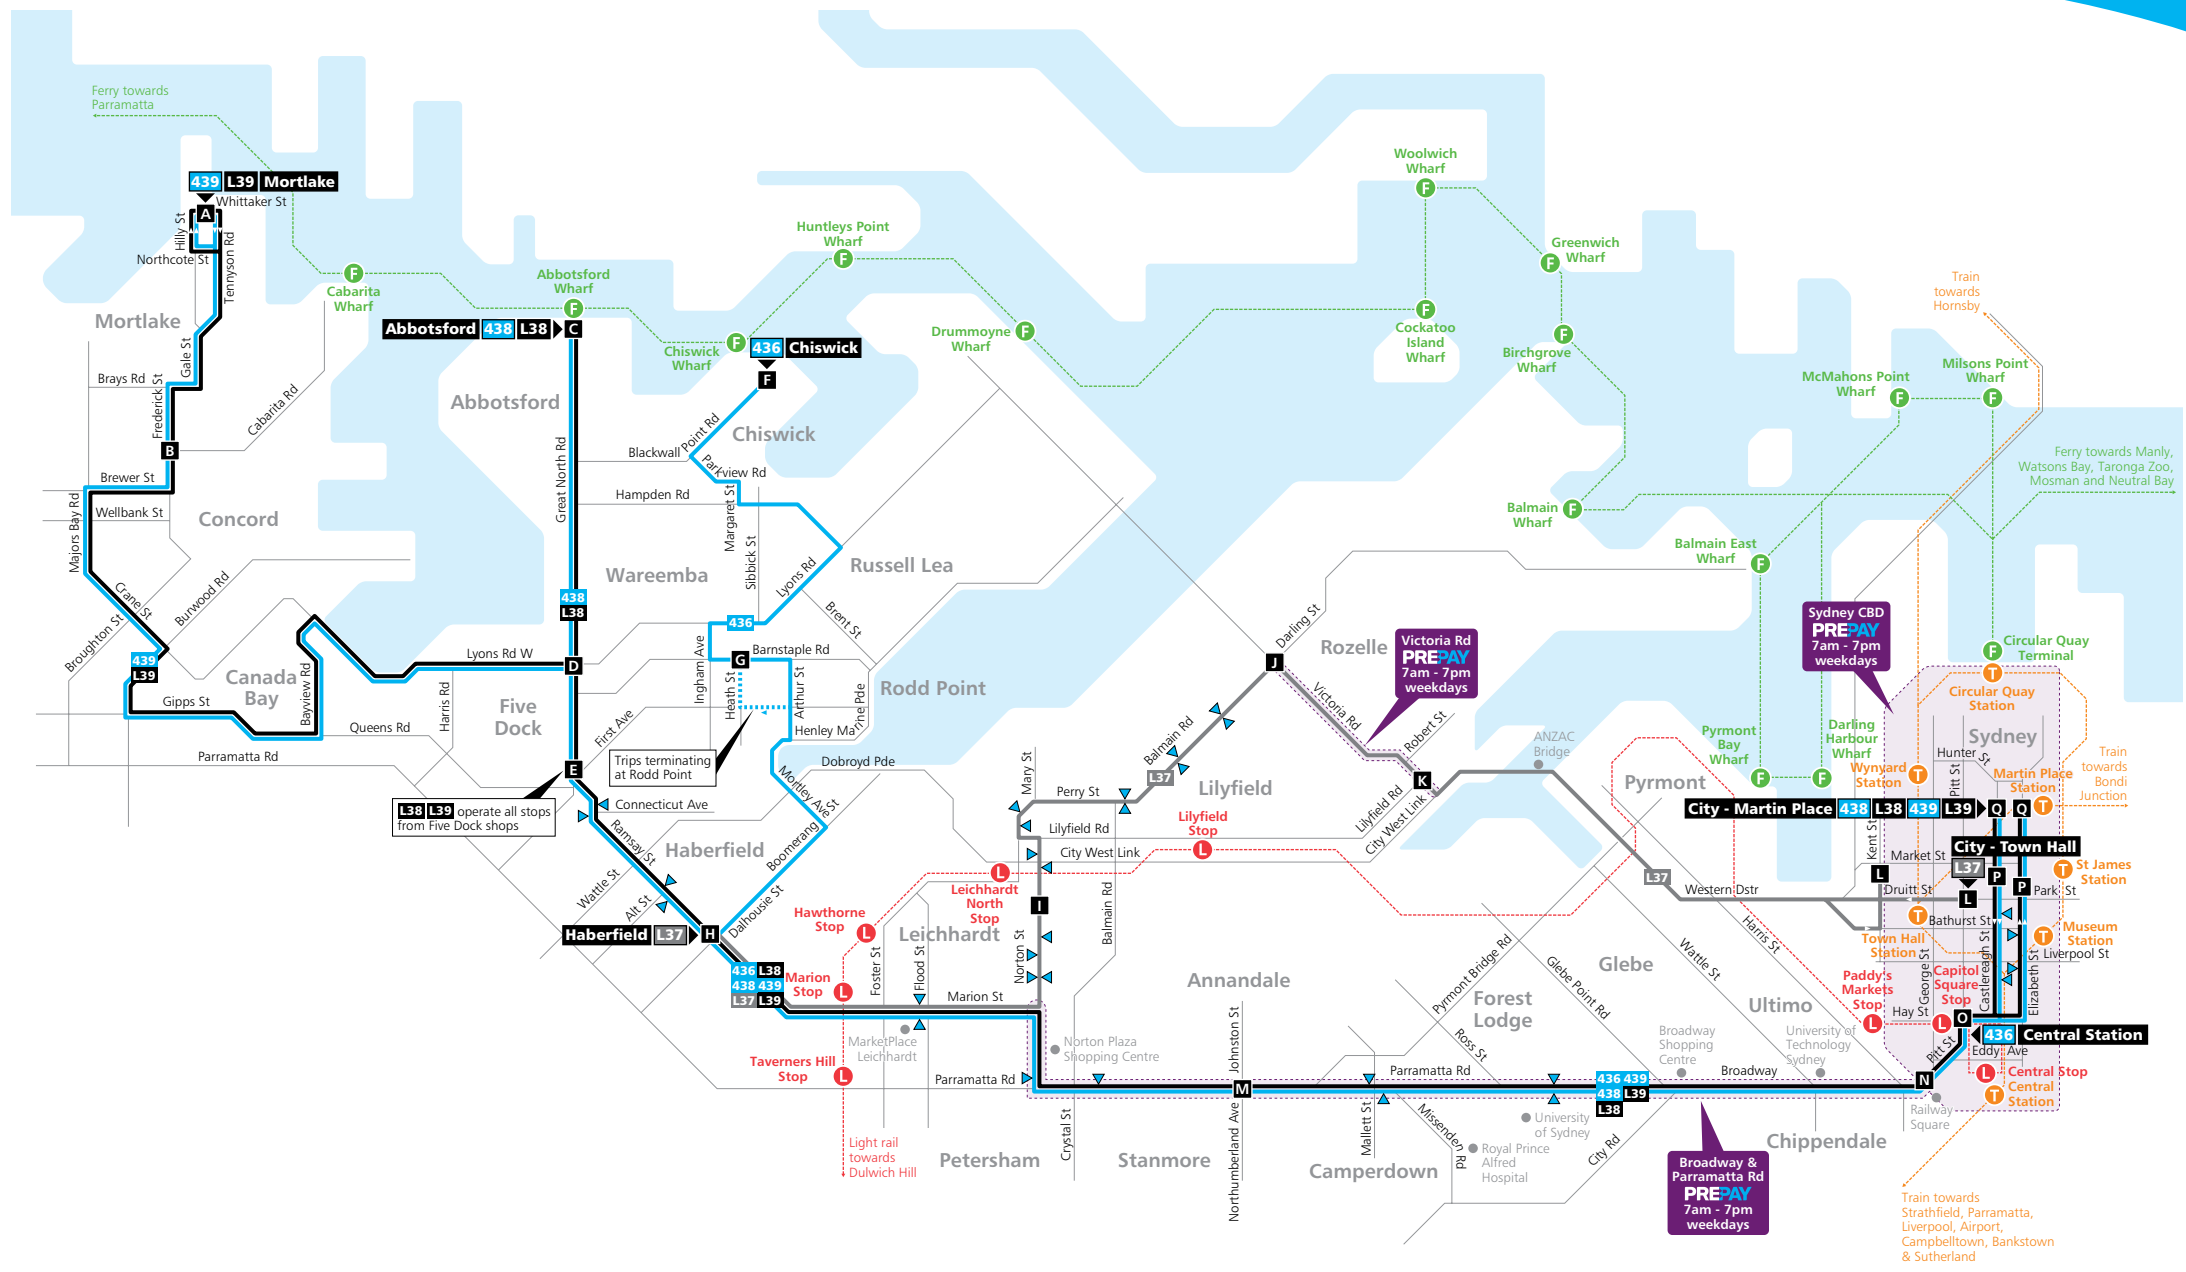 Ferry towards
Parramatta
439 L39 Mortlake
A
Whittaker St
Hilly St
Northcote St
Tennyson Rd
F
Cabarita
Wharf
Mortlake
Gale St
Brays Rd
Frederick St
Cabarita Rd
B
Brewer St
Majors Bay Rd
Wellbank St
Concord
Crane St
Burwood Rd
Broughton St
439
L39
Gipps St
Canada
Bay
Bayview Rd
Lyons Rd W
Harris Rd
Queens Rd
Parramatta Rd
Abbotsford
Wharf
F
Abbotsford 438 L38
C
Abbotsford
Great North Rd
438
L38
D
Five
Dock
E
First Ave
L38 L39 operate all stops
from Five Dock shops
Huntleys Point
Wharf
F
Chiswick
Wharf
F
436 Chiswick
F
Chiswick
Blackwall
Point Rd
Parkview Rd
Hampden Rd
Margaret St
Sibbick St
Wareemba
Russell Lea
Lyons Rd
Brent St
436
Ingham Ave
G
Barnstaple Rd
Heath St
Arthur St
Henley Marine Pde
Rodd Point
Trips terminating
at Rodd Point
Dobroyd Pde
Mortley Ave
Connecticut Ave
Ramsay St
Haberfield
Boomerang St
Wattle St
Alt St
Dalhousie St
Haberfield L37
H
436 L38
438 439
L37 L39
Drummoyne
Wharf
F
Woolwich
Wharf
F
Greenwich
Wharf
F
F
Cockatoo
Island
Wharf
F
Birchgrove
Wharf
Balmain
Wharf
F
Balmain East
Wharf
F
McMahons Point
Wharf
F
Milsons Point
Wharf
F
Train
towards
Hornsby
Ferry towards Manly,
Watsons Bay, Taronga Zoo,
Mosman and Neutral Bay
Darling St
J
Rozelle
Victoria Rd
PREPAY
7am - 7pm
weekdays
Victoria Rd
Robert St
K
Balmain Rd
L37
Lilyfield
Mary St
Perry St
Lilyfield Rd
City West Link
Lilyfield
Stop
L
Lilyfield Rd
City West Link
L
Leichhardt
North
Stop
Hawthorne
Stop
L
Leichhardt
I
Norton St
Balmain Rd
Marion
Stop
L
Foster St
Flood St
Marion St
MarketPlace
Leichhardt
Norton Plaza
Shopping Centre
Taverners Hill
Stop
L
Parramatta Rd
Light rail
towards
Dulwich Hill
Petersham
Crystal St
Stanmore
Annandale
Johnston St
M
Northumberland Ave
Parramatta Rd
Mallett St
Camperdown
Missenden Rd
Royal Prince
Alfred
Hospital
University
of Sydney
City Rd
436 439
438 L39
L38
Forest
Lodge
Ross St
Pyrmont Bridge Rd
Glebe Point Rd
Glebe
Wattle St
Harris St
Ultimo
Broadway
Shopping
Centre
University of
Technology
Sydney
Broadway
Chippendale
Broadway &
Parramatta Rd
PREPAY
7am - 7pm
weekdays
ANZAC
Bridge
Pyrmont
L37
Western Dstr
Pyrmont
Bay
Wharf
F
Darling
Harbour
Wharf
F
Sydney CBD
PREPAY
7am - 7pm
weekdays
F
Circular Quay
Terminal
T
Circular Quay
Station
Sydney
Hunter St
Pitt St
Wynyard
Station
T
Martin Place
Station
T
Train
towards
Bondi
Junction
City - Martin Place 438 L38 439 L39
Q
Q
City - Town Hall
L37
L
Kent St
L
Market St
Druitt St
P
P
Park St
St James
Station
T
T
Bathurst St
Town Hall
Station
T
Museum
Station
Liverpool St
George St
Castlereagh St
Elizabeth St
Paddy's
Markets
Stop
L
Capitol
Square
Stop
L
Hay St
O
436 Central Station
Pitt St
Eddy Ave
N
L
Central Stop
T
Central
Station
Railway
Square
Train towards
Strathfield, Parramatta,
Liverpool, Airport,
Campbelltown, Bankstown
& Sutherland